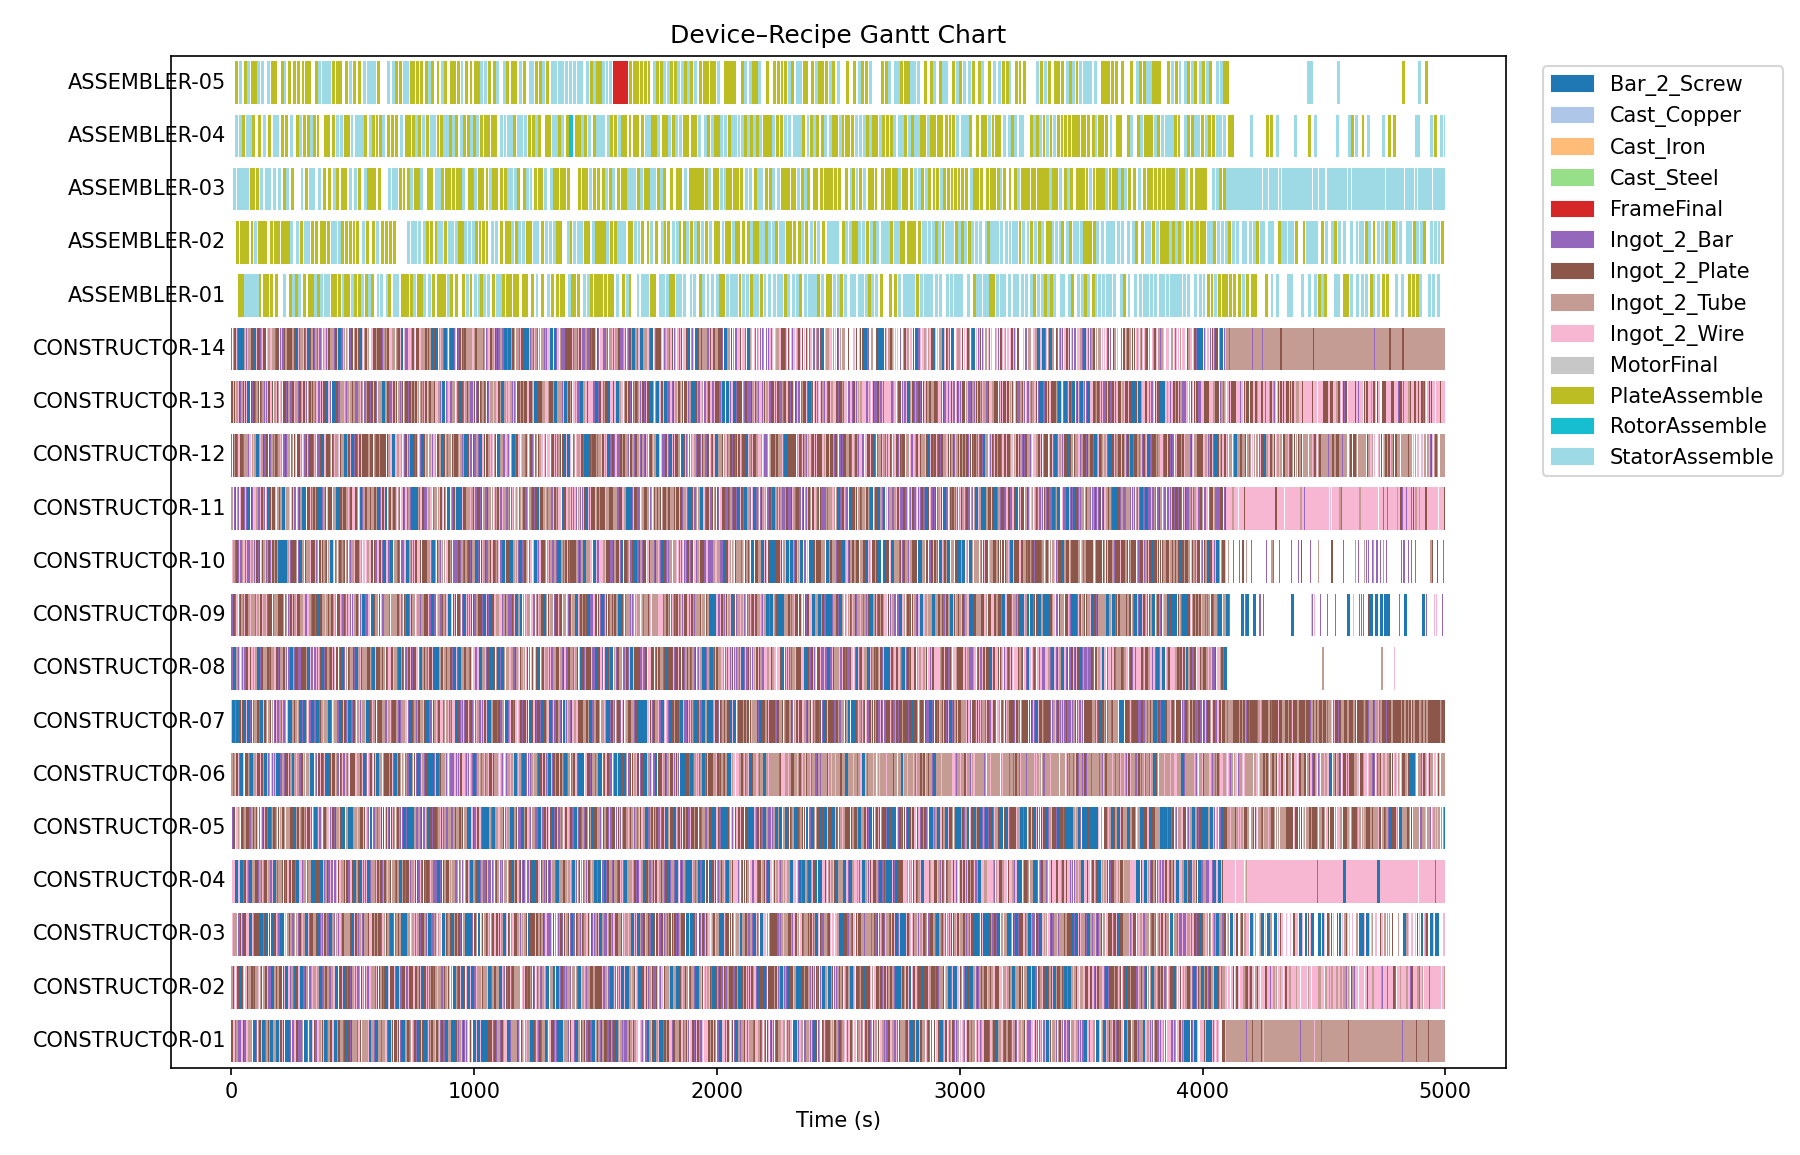 Device–Recipe Gantt Chart
ASSEMBLER-05
ASSEMBLER-04
ASSEMBLER-03
ASSEMBLER-02
ASSEMBLER-01
CONSTRUCTOR-14
CONSTRUCTOR-13
CONSTRUCTOR-12
CONSTRUCTOR-11
CONSTRUCTOR-10
CONSTRUCTOR-09
CONSTRUCTOR-08
CONSTRUCTOR-07
CONSTRUCTOR-06
CONSTRUCTOR-05
CONSTRUCTOR-04
CONSTRUCTOR-03
CONSTRUCTOR-02
CONSTRUCTOR-01
0 1000 2000 3000 4000 5000
Time (s)
Bar_2_Screw
Cast_Copper
Cast_Iron
Cast_Steel
FrameFinal
Ingot_2_Bar
Ingot_2_Plate
Ingot_2_Tube
Ingot_2_Wire
MotorFinal
PlateAssemble
RotorAssemble
StatorAssemble